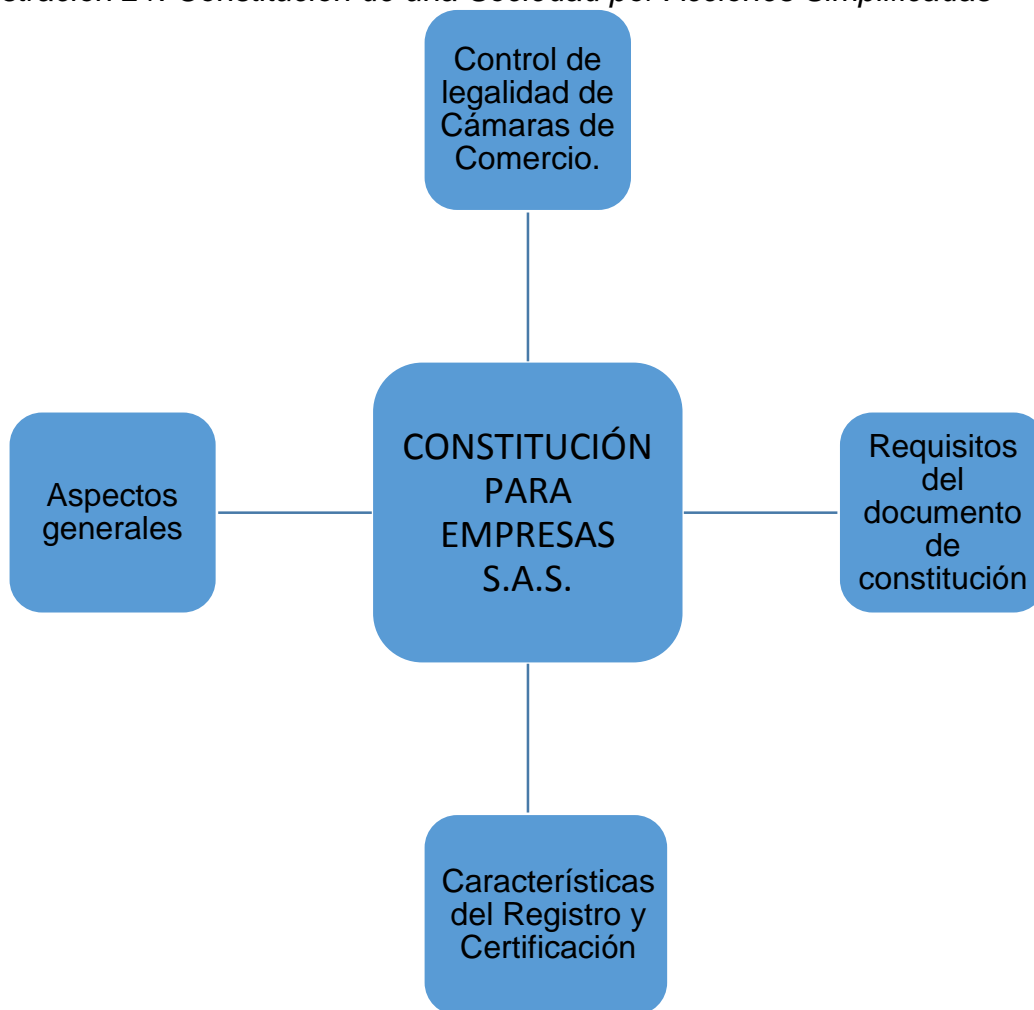 Constitución de una Sociedad por Acciones Simplificadas
Control de
legalidad de
Cámaras de
Comercio.
CONSTITUCIÓN
PARA
EMPRESAS
S.A.S.
Aspectos
generales
Requisitos
del
documento
de
constitución
Características
del Registro y
Certificación